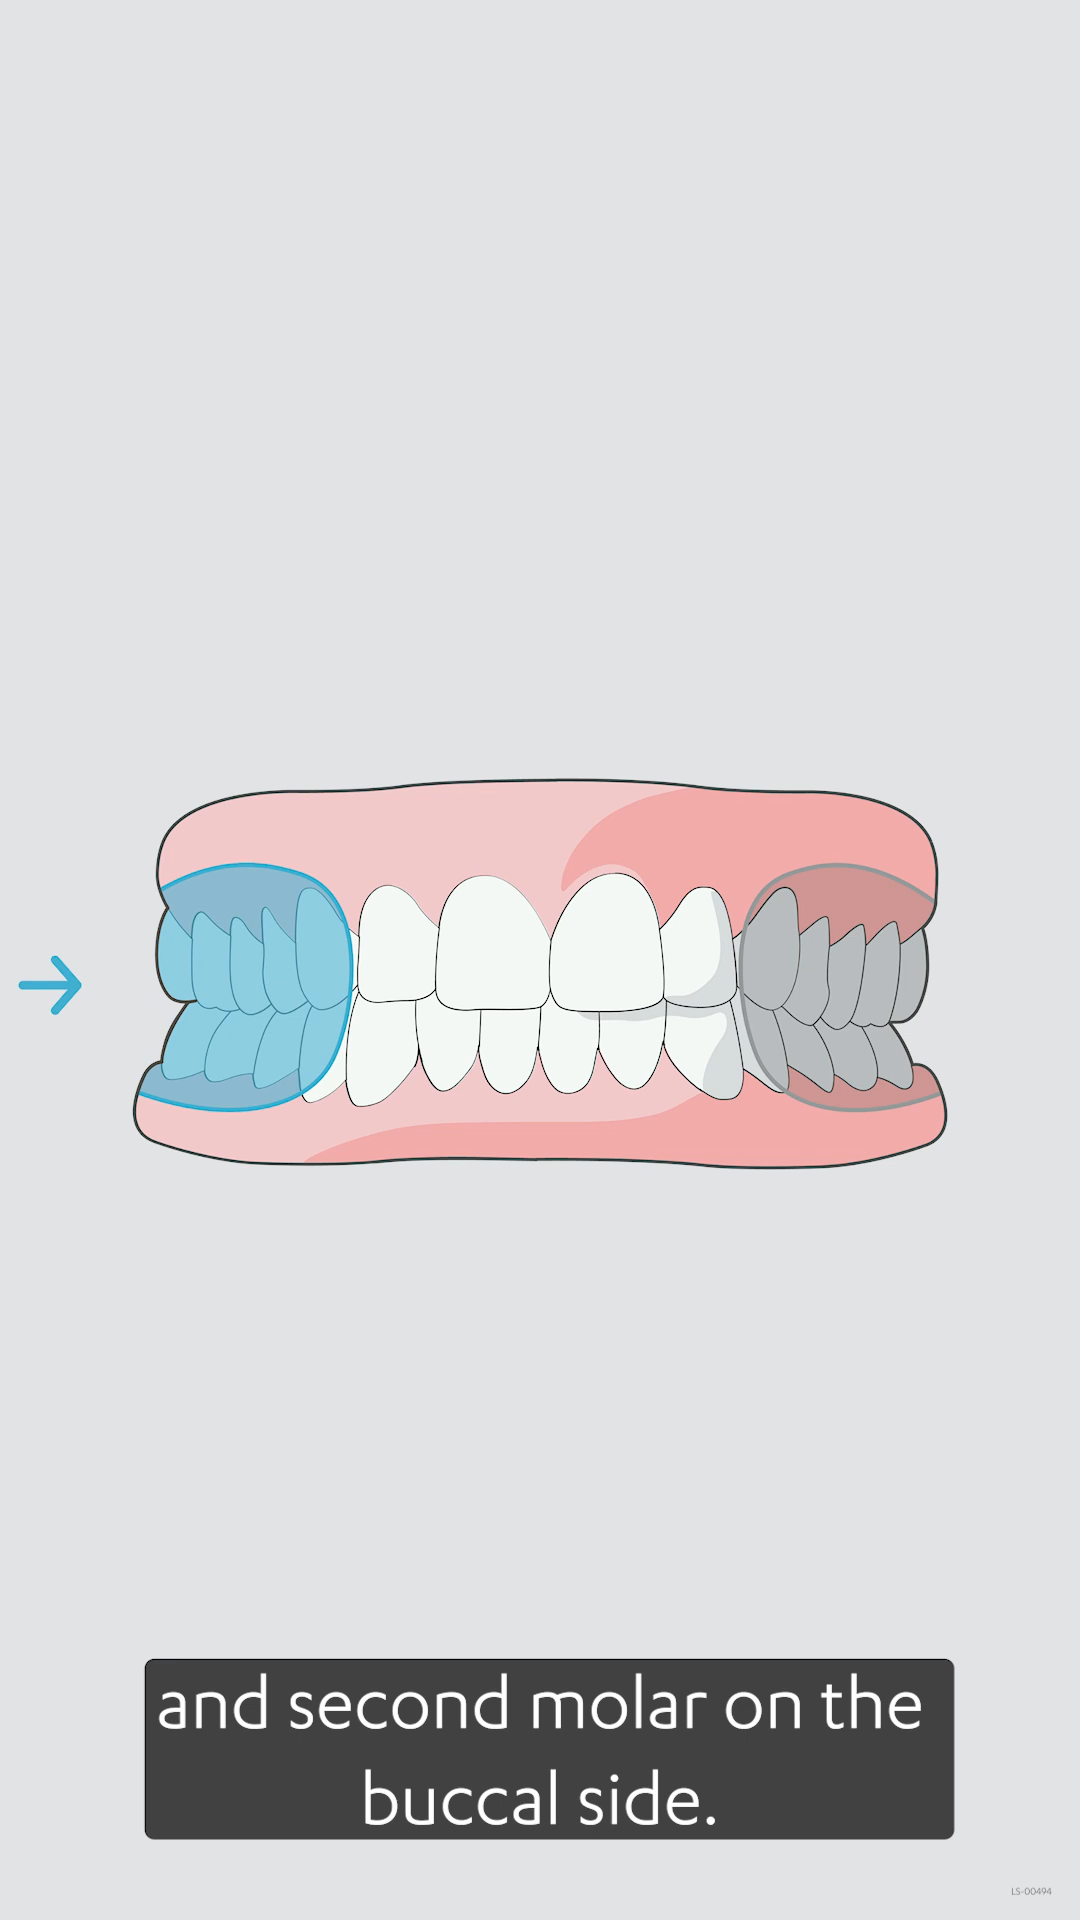 and second molar on the
buccal side.
LS-00494